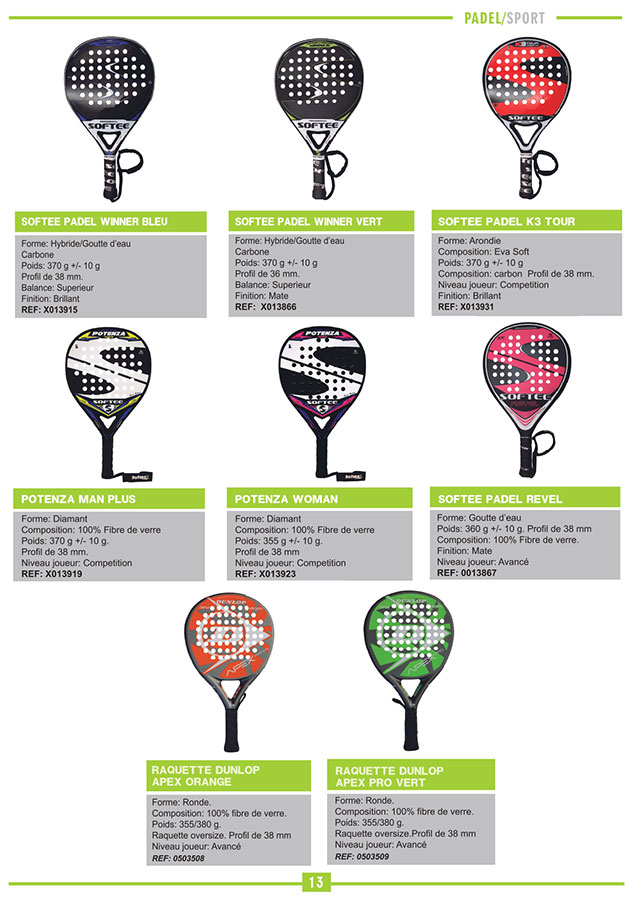 PADEL/SPORT
SOFTEE
SOFTEE
K3 TOUR
SOFTEE
SOFTEE PADEL WINNER BLEU
Forme: Hybride/Goutte d'eau
Carbone
Poids: 370 g +/- 10 g
Profil de 38 mm.
Balance: Superieur
Finition: Brillant
REF: X013915
SOFTEE PADEL WINNER VERT
Forme: Hybride/Goutte d'eau
Carbone
Poids: 370 g +/- 10 g
Profil de 36 mm.
Balance: Superieur
Finition: Mate
REF: X013866
SOFTEE PADEL K3 TOUR
Forme: Arondie
Composition: Eva Soft
Poids: 370 g +/- 10 g
Composition: carbon Profil de 38 mm.
Niveau joueur: Competition
Finition: Brillant
REF: X013931
POTENZA
SOFTEE
Softee
POTENZA
SOFTEE
Softee
SOFTEE
POTENZA MAN PLUS
Forme: Diamant
Composition: 100% Fibre de verre
Poids: 370 g +/- 10 g.
Profil de 38 mm.
Niveau joueur: Competition
REF: X013919
POTENZA WOMAN
Forme: Diamant
Composition: 100% Fibre de verre
Poids: 355 g +/- 10 g.
Profil de 38 mm
Niveau joueur: Competition
REF: X013923
SOFTEE PADEL REVEL
Forme: Goutte d'eau
Poids: 360 g +/- 10 g. Profil de 38 mm
Composition: 100% Fibre de verre.
Finition: Mate
Niveau joueur: Avancé
REF: 0013867
DUNLOP
APEX
DUNLOP
APEX
RAQUETTE DUNLOP
APEX ORANGE
Forme: Ronde.
Composition: 100% fibre de verre.
Poids: 355/380 g.
Raquette oversize. Profil de 38 mm
Niveau joueur: Avancé
REF: 0503508
RAQUETTE DUNLOP
APEX PRO VERT
Forme: Ronde.
Composition: 100% fibre de verre.
Poids: 355/380 g.
Raquette oversize.Profil de 38 mm
Niveau joueur: Avancé
REF: 0503509
13